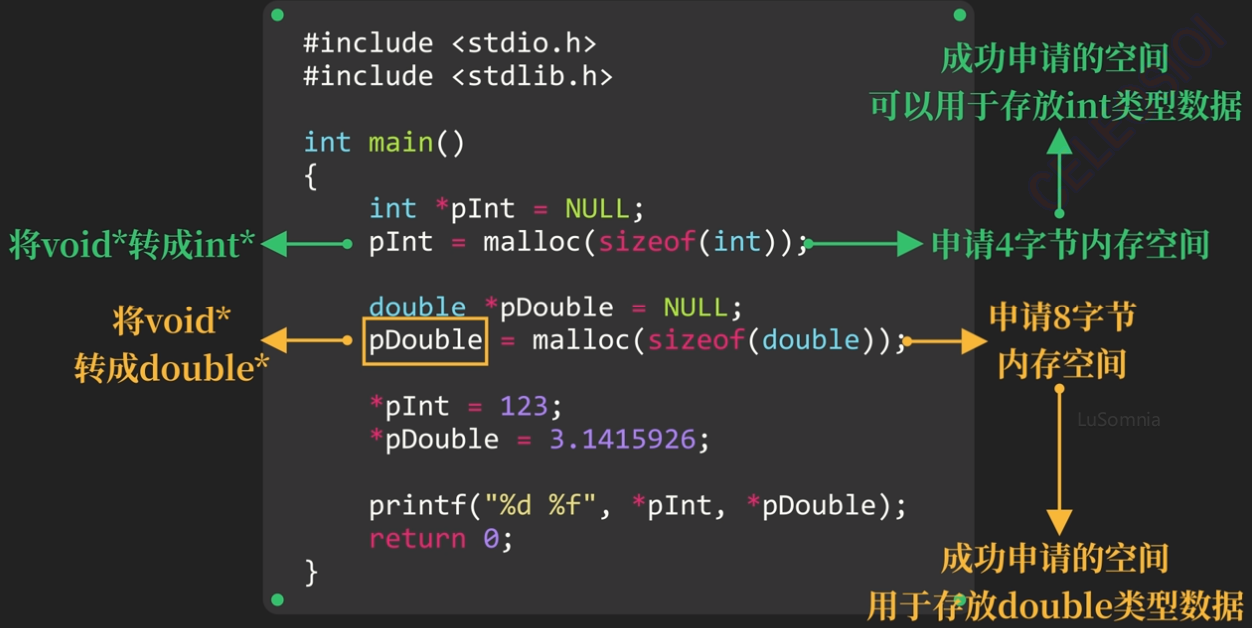 #include <stdio.h>
#include <stdlib.h>
int main()
{
int *pInt = NULL;
pInt = malloc(sizeof(int));
double *pDouble = NULL;
pDouble = malloc(sizeof(double));
*pInt = 123;
*pDouble = 3.1415926;
printf("%d %f", *pInt, *pDouble);
return 0;
}
将void*转成int*
将void*
转成double*
成功申请的空间
可以用于存放int类型数据
申请4字节内存空间
申请8字节
内存空间
LuSomnia
成功申请的空间
用于存放double类型数据